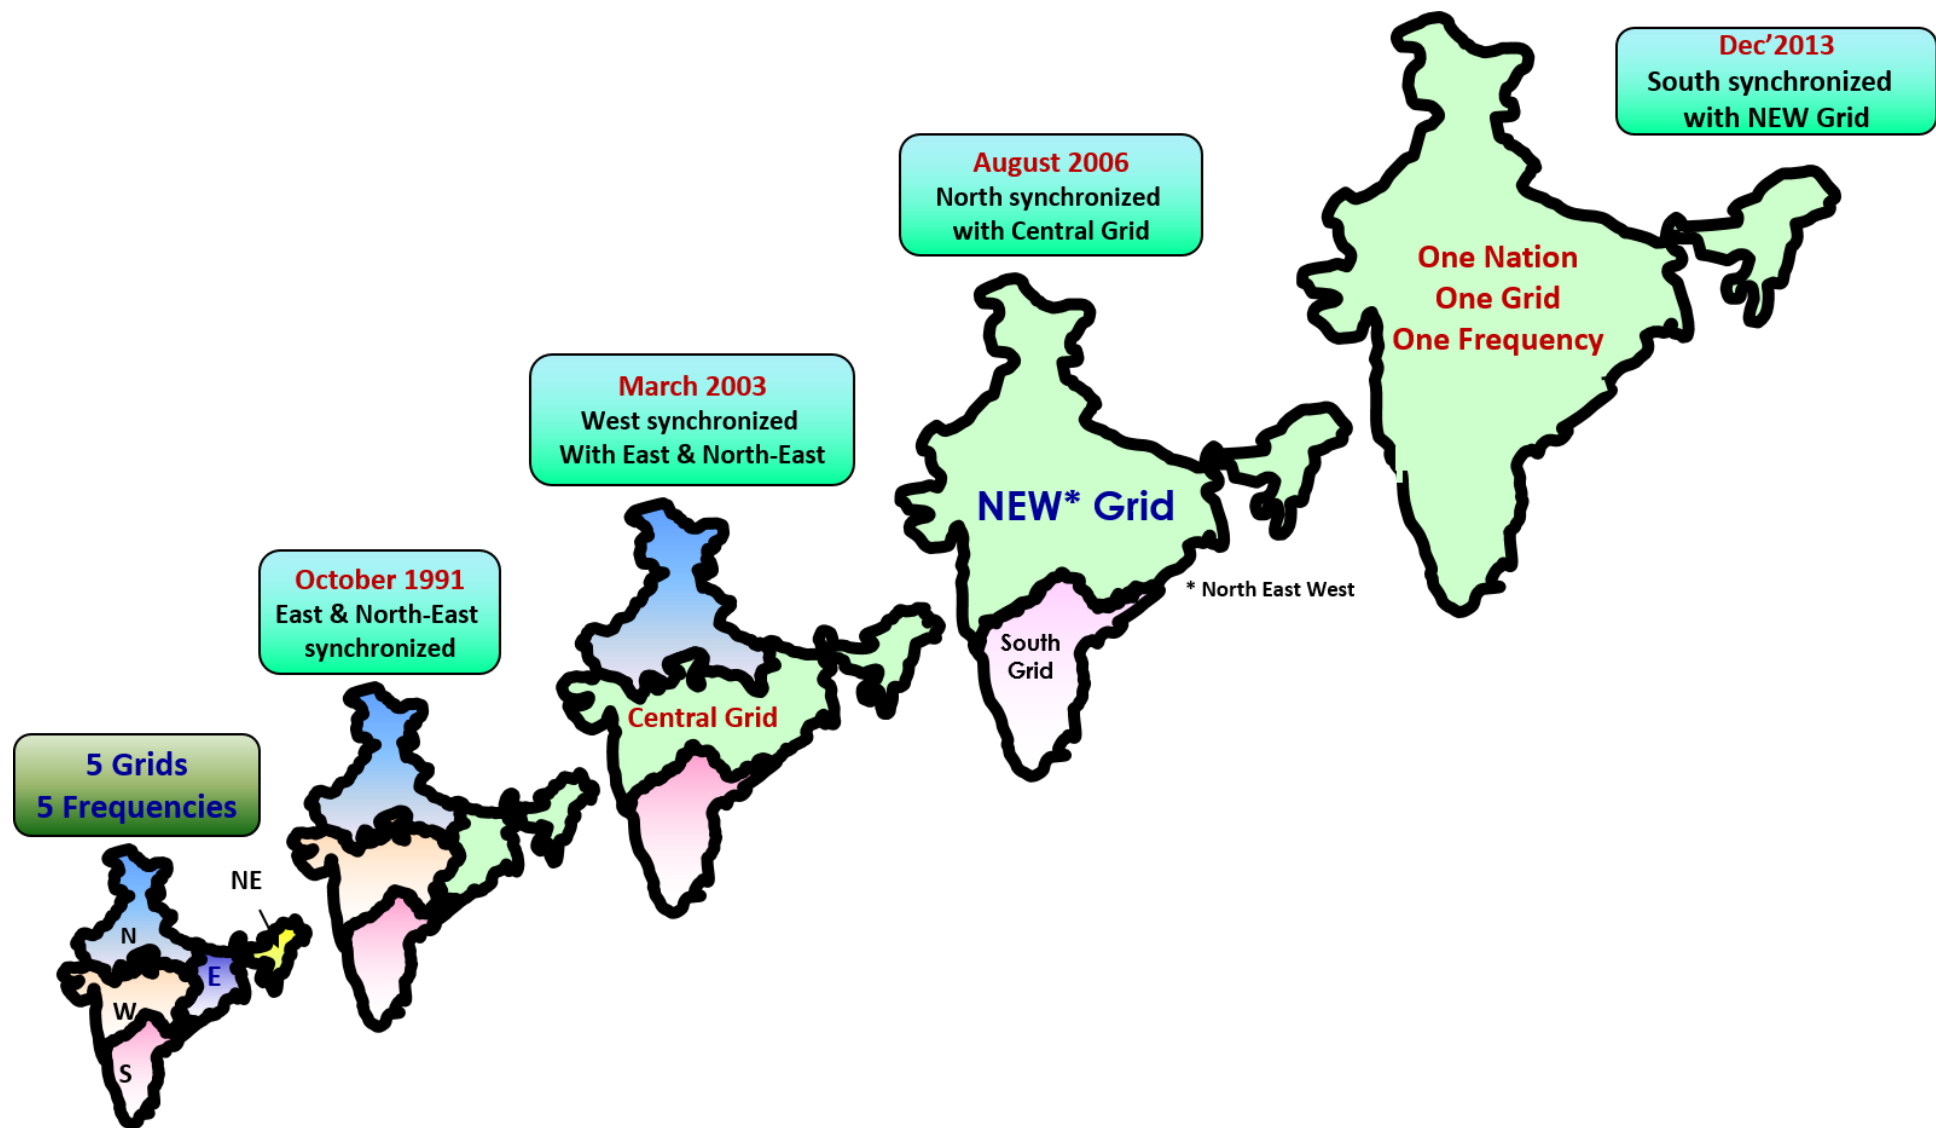 5 Grids
5 Frequencies
NE
N
E
W
S
October 1991
East & North-East
synchronized
March 2003
West synchronized
With East & North-East
Central Grid
August 2006
North synchronized
with Central Grid
NEW* Grid
* North East West
South
Grid
Dec’2013
South synchronized
with NEW Grid
One Nation
One Grid
One Frequency